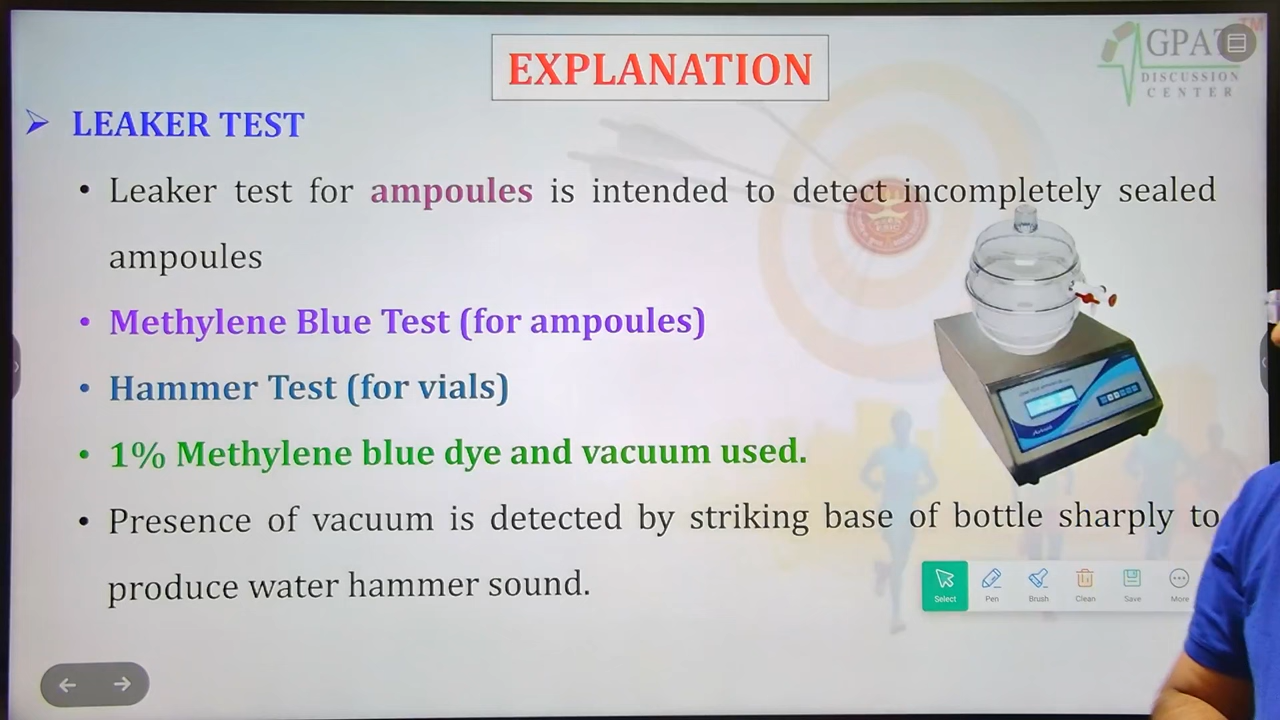 EXPLANATION
GPAT
TM
DISCUSSION
CENTER
➢ LEAKER TEST
• Leaker test for ampoules is intended to detect incompletely sealed
ampoules
• Methylene Blue Test (for ampoules)
• Hammer Test (for vials)
• 1% Methylene blue dye and vacuum used.
• Presence of vacuum is detected by striking base of bottle sharply to
produce water hammer sound.
Select Pen Brush Clean Save More